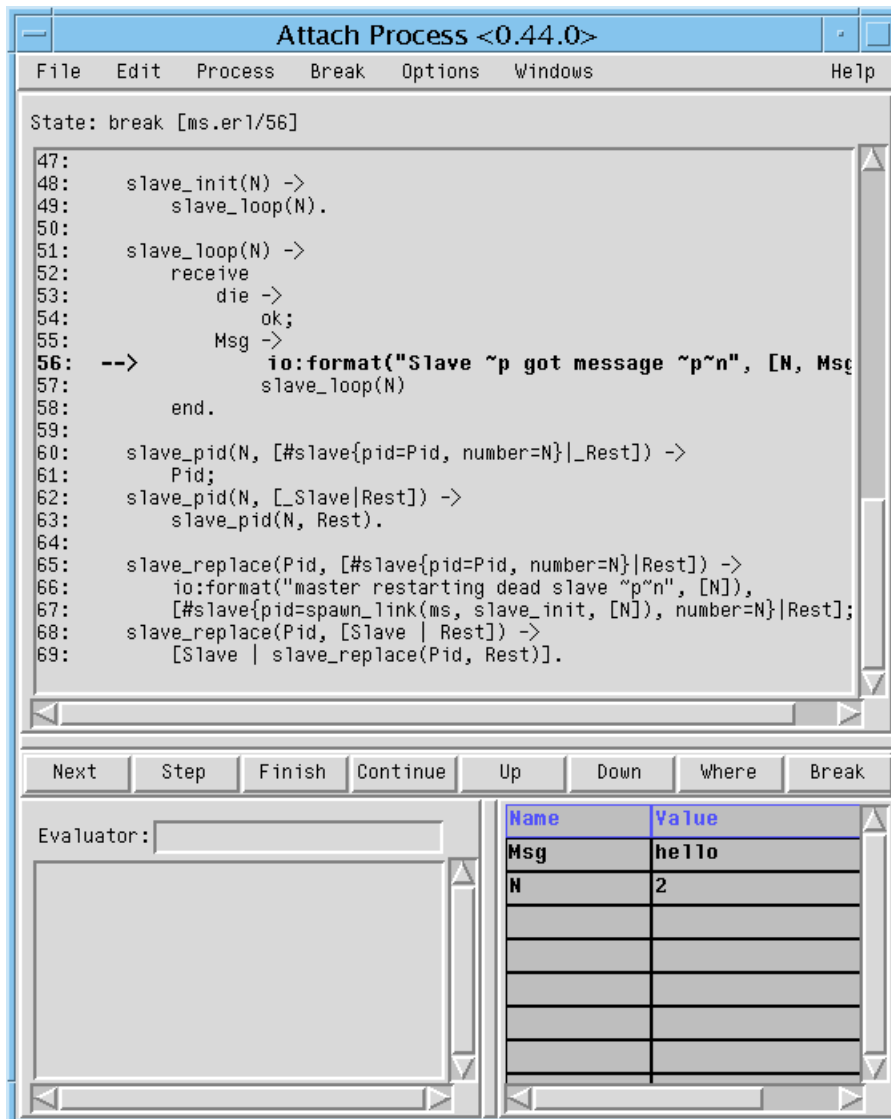 Attach Process <0.44.0>
File Edit Process Break Options Windows Help
State: break [ms.erl/56]
47:
48: slave_init(N) ->
49: slave_loop(N).
50:
51: slave_loop(N) ->
52: receive
53: die ->
54: ok;
55: Msg ->
56: --> io:format("Slave ~p got message ~p~n", [N, Msg
57: slave_loop(N)
58: end.
59:
60: slave_pid(N, [#slave{pid=Pid, number=N}|_Rest]) ->
61: Pid;
62: slave_pid(N, [_Slave|Rest]) ->
63: slave_pid(N, Rest).
64:
65: slave_replace(Pid, [#slave{pid=Pid, number=N}|Rest]) ->
66: io:format("master restarting dead slave ~p~n", [N]),
67: [#slave{pid=spawn_link(ms, slave_init, [N]), number=N}|Rest];
68: slave_replace(Pid, [Slave | Rest]) ->
69: [Slave | slave_replace(Pid, Rest)].
Next Step Finish Continue Up Down Where Break
Evaluator:
Name Value
Msg hello
N 2